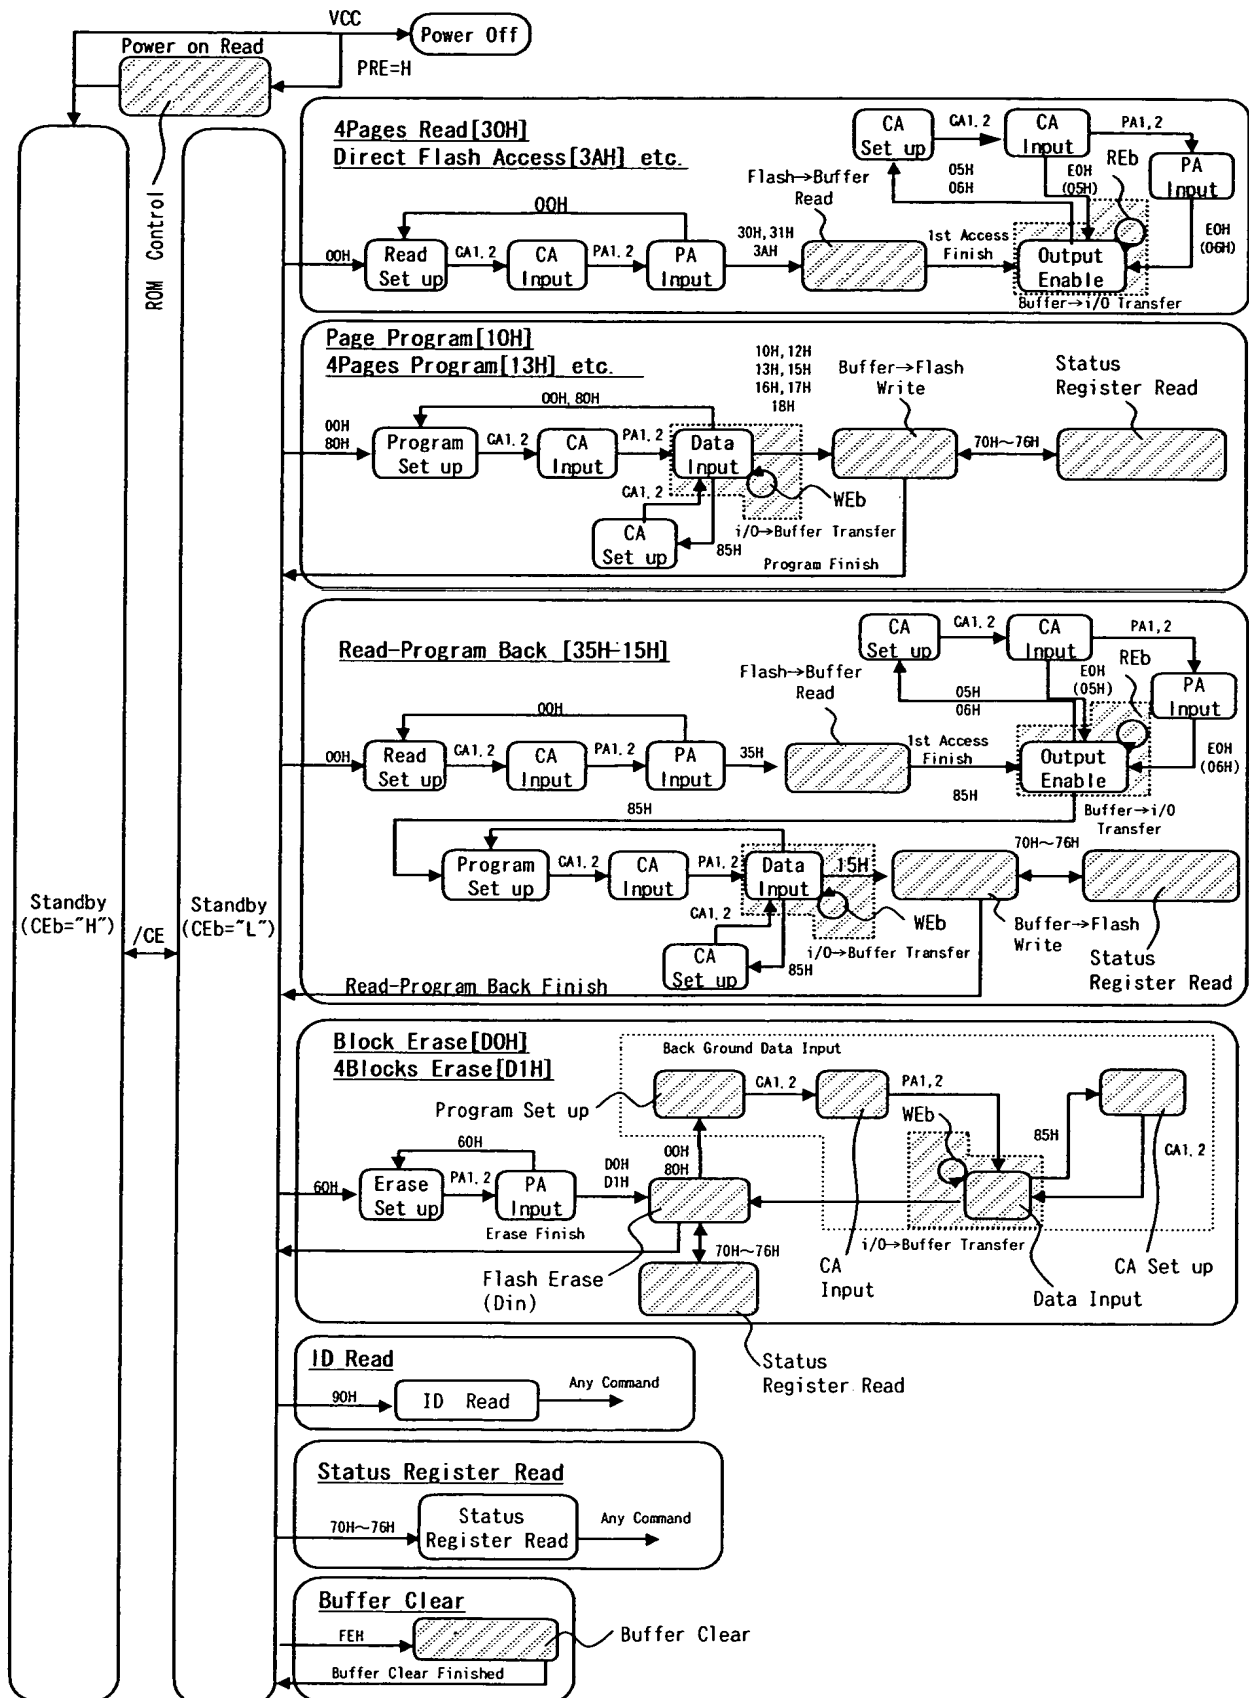 VCC
Power Off
Power on Read
PRE=H
ROM Control
Standby
(CEb="H")
/CE
Standby
(CEb="L")
4Pages Read[30H]
Direct Flash Access[3AH] etc.
CA
Set up
CA1, 2
CA
Input
PA1, 2
PA
Input
REb
05H
06H
E0H
(05H)
E0H
(06H)
Flash→Buffer
Read
00H
00H
Read
Set up
CA1, 2
CA
Input
PA1, 2
PA
Input
30H, 31H
3AH
1st Access
Finish
Output
Enable
Buffer→i/O Transfer
Page Program[10H]
4Pages Program[13H] etc.
10H, 12H
13H, 15H
16H, 17H
18H
Buffer→Flash
Write
Status
Register Read
00H, 80H
00H
80H
Program
Set up
CA1, 2
CA
Input
PA1, 2
Data
Input
70H~76H
CA1, 2
WEb
CA
Set up
85H
i/O→Buffer Transfer
Program Finish
Read-Program Back [35H-15H]
CA
Set up
CA1, 2
CA
Input
PA1, 2
REb
PA
Input
Flash→Buffer
Read
05H
06H
E0H
(05H)
E0H
(06H)
00H
00H
Read
Set up
CA1, 2
CA
Input
PA1, 2
PA
Input
35H
1st Access
Finish
Output
Enable
85H
85H
Buffer→i/O
Transfer
Program
Set up
CA1, 2
CA
Input
PA1, 2
Data
Input
15H
70H~76H
CA1, 2
WEb
Buffer→Flash
Write
CA
Set up
85H
i/O→Buffer Transfer
Status
Register Read
Read-Program Back Finish
Block Erase[D0H]
4Blocks Erase[D1H]
Back Ground Data Input
Program Set up
CA1, 2
PA1, 2
WEb
85H
CA1, 2
60H
60H
Erase
Set up
PA1, 2
PA
Input
D0H
D1H
00H
80H
Erase Finish
70H~76H
i/O→Buffer Transfer
Flash Erase
(Din)
CA
Input
Data Input
CA Set up
Status
Register Read
ID Read
90H
ID Read
Any Command
Status Register Read
70H~76H
Status
Register Read
Any Command
Buffer Clear
FEH
Buffer Clear
Buffer Clear Finished